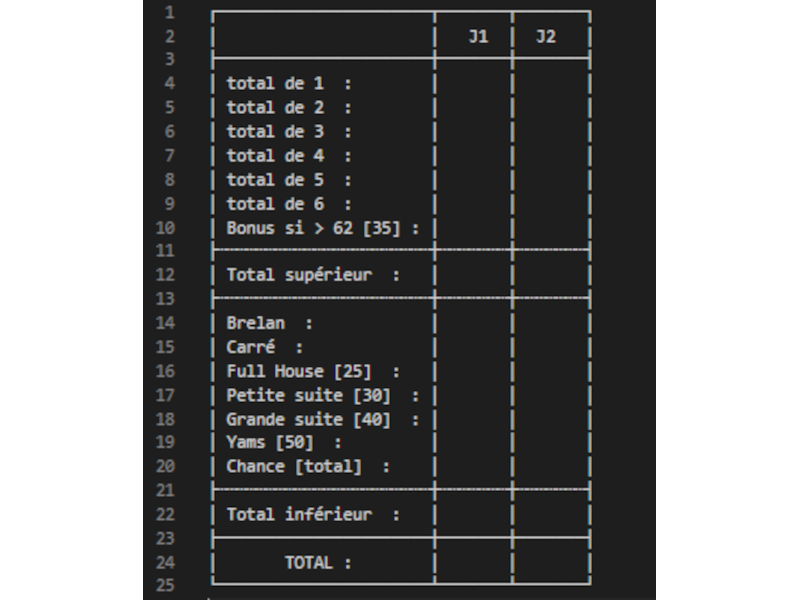 1
2 J1 J2
3
4 total de 1 :
5 total de 2 :
6 total de 3 :
7 total de 4 :
8 total de 5 :
9 total de 6 :
10 Bonus si > 62 [35] :
11
12 Total supérieur :
13
14 Brelan :
15 Carré :
16 Full House [25] :
17 Petite suite [30] :
18 Grande suite [40] :
19 Yams [50] :
20 Chance [total] :
21
22 Total inférieur :
23
24 TOTAL :
25